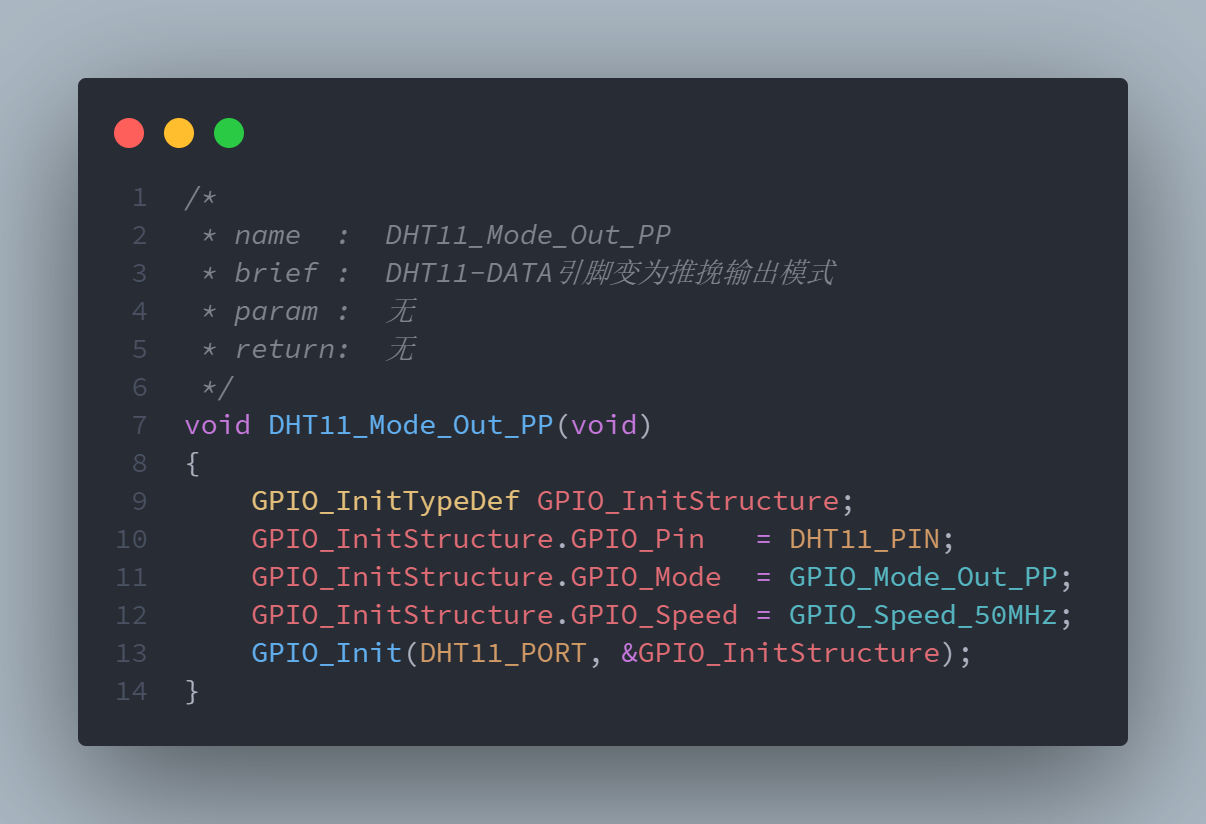 1 /*
2  * name  :  DHT11_Mode_Out_PP
3  * brief :  DHT11-DATA引脚变为推挽输出模式
4  * param :  无
5  * return:  无
6  */
7 void DHT11_Mode_Out_PP(void)
8 {
9     GPIO_InitTypeDef GPIO_InitStructure;
10     GPIO_InitStructure.GPIO_Pin   = DHT11_PIN;
11     GPIO_InitStructure.GPIO_Mode  = GPIO_Mode_Out_PP;
12     GPIO_InitStructure.GPIO_Speed = GPIO_Speed_50MHz;
13     GPIO_Init(DHT11_PORT, &GPIO_InitStructure);
14 }